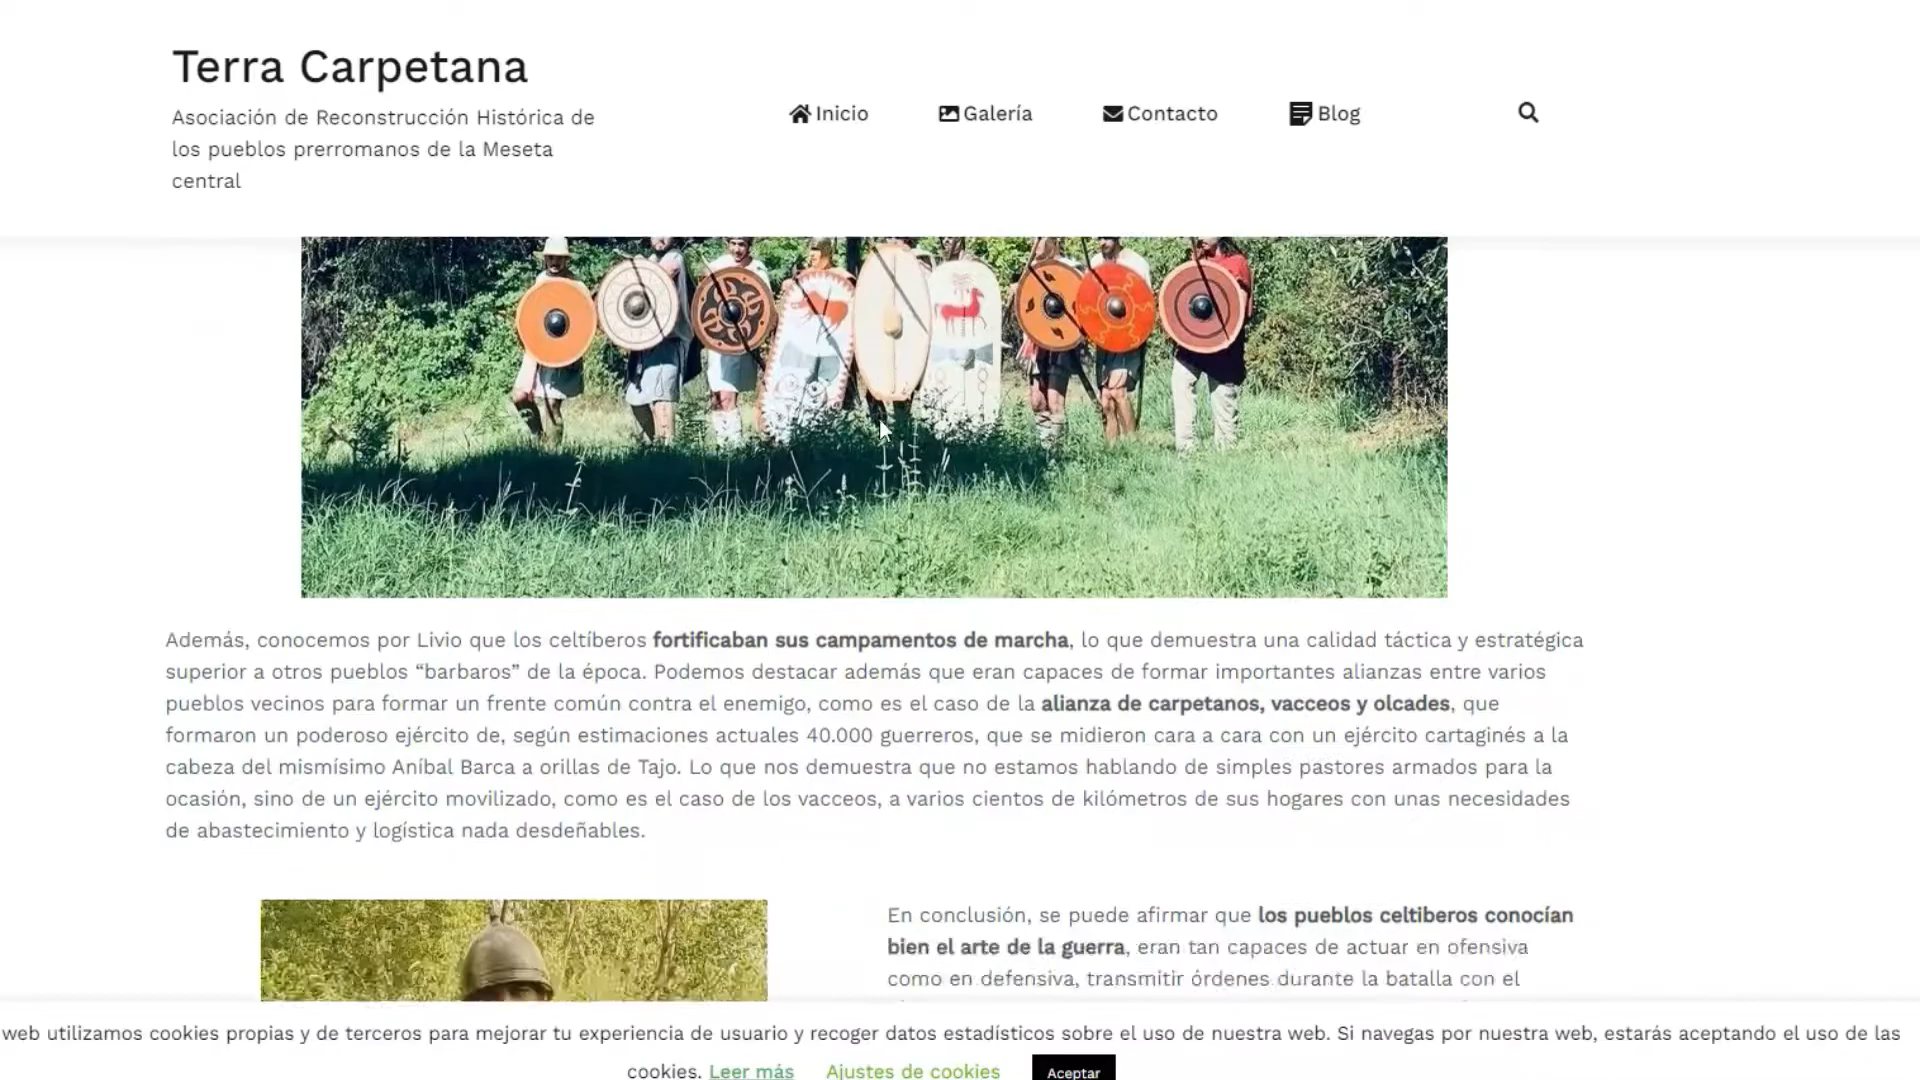 Terra Carpetana
Asociación de Reconstrucción Histórica de
los pueblos prerromanos de la Meseta
central
Inicio
Galería
Contacto
Blog
Además, conocemos por Livio que los celtíberos fortificaban sus campamentos de marcha, lo que demuestra una calidad táctica y estratégica
superior a otros pueblos “barbaros” de la época. Podemos destacar además que eran capaces de formar importantes alianzas entre varios
pueblos vecinos para formar un frente común contra el enemigo, como es el caso de la alianza de carpetanos, vacceos y olcades, que
formaron un poderoso ejército de, según estimaciones actuales 40.000 guerreros, que se midieron cara a cara con un ejército cartaginés a la
cabeza del mismísimo Aníbal Barca a orillas de Tajo. Lo que nos demuestra que no estamos hablando de simples pastores armados para la
ocasión, sino de un ejército movilizado, como es el caso de los vacceos, a varios cientos de kilómetros de sus hogares con unas necesidades
de abastecimiento y logística nada desdeñables.
En conclusión, se puede afirmar que los pueblos celtiberos conocían
bien el arte de la guerra, eran tan capaces de actuar en ofensiva
como en defensiva, transmitir órdenes durante la batalla con el
web utilizamos cookies propias y de terceros para mejorar tu experiencia de usuario y recoger datos estadísticos sobre el uso de nuestra web. Si navegas por nuestra web, estarás aceptando el uso de las
cookies. Leer más Ajustes de cookies Aceptar